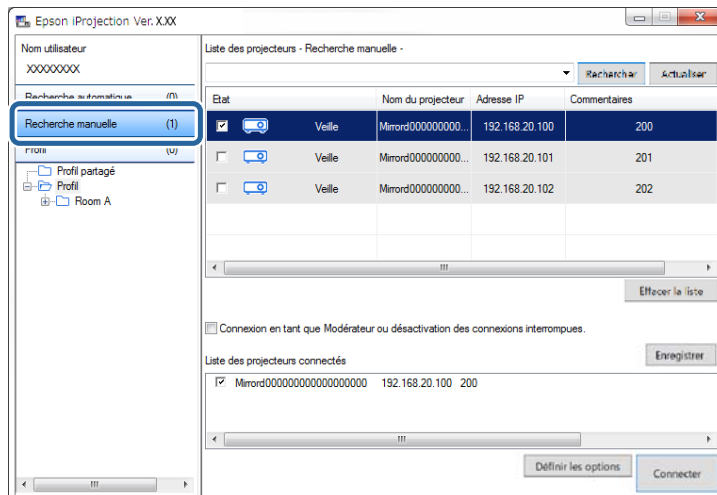 Epson iProjection Ver. X.XX
Nom utilisateur
XXXXXXXX
Recherche automatique (0)
Recherche manuelle (1)
Profil (0)
Profil partagé
Profil
Room A
Liste des projecteurs - Recherche manuelle -
Rechercher Actualiser
Etat Nom du projecteur Adresse IP Commentaires
Veille Mirrord000000000... 192.168.20.100 200
Veille Mirrord000000000... 192.168.20.101 201
Veille Mirrord000000000... 192.168.20.102 202
Effacer la liste
Connexion en tant que Modérateur ou désactivation des connexions interrompues.
Enregistrer
Liste des projecteurs connectés
Mirrord000000000000000000 192.168.20.100 200
Définir les options Connecter